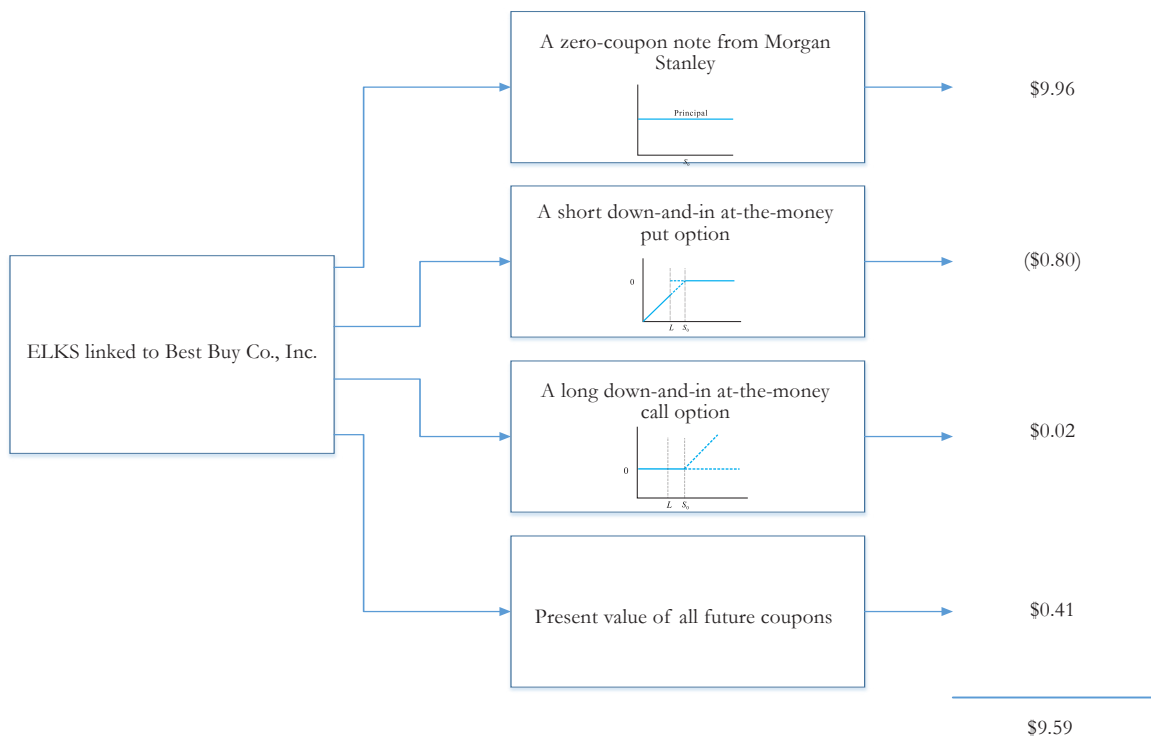 A zero-coupon note from Morgan
Stanley
Principal
S₀
$9.96
A short down-and-in at-the-money
put option
0
L
S₀
($0.80)
ELKS linked to Best Buy Co., Inc.
A long down-and-in at-the-money
call option
0
L
S₀
$0.02
Present value of all future coupons
$0.41
$9.59